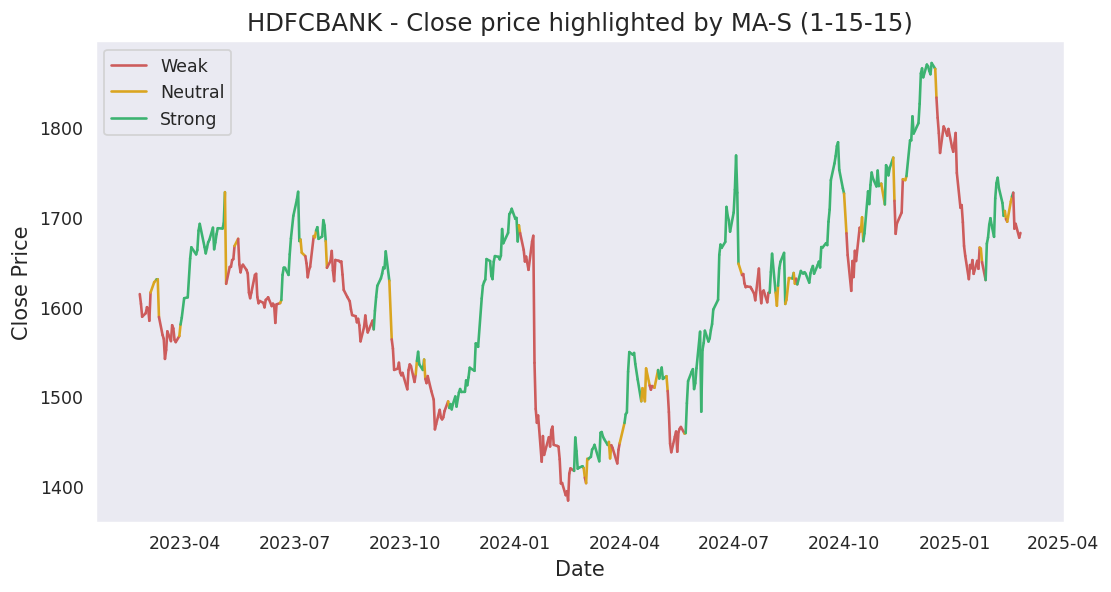 HDFCBANK - Close price highlighted by MA-S (1-15-15)
Weak
Neutral
Strong
Close Price
1800
1700
1600
1500
1400
2023-04 2023-07 2023-10 2024-01 2024-04 2024-07 2024-10 2025-01 2025-04
Date